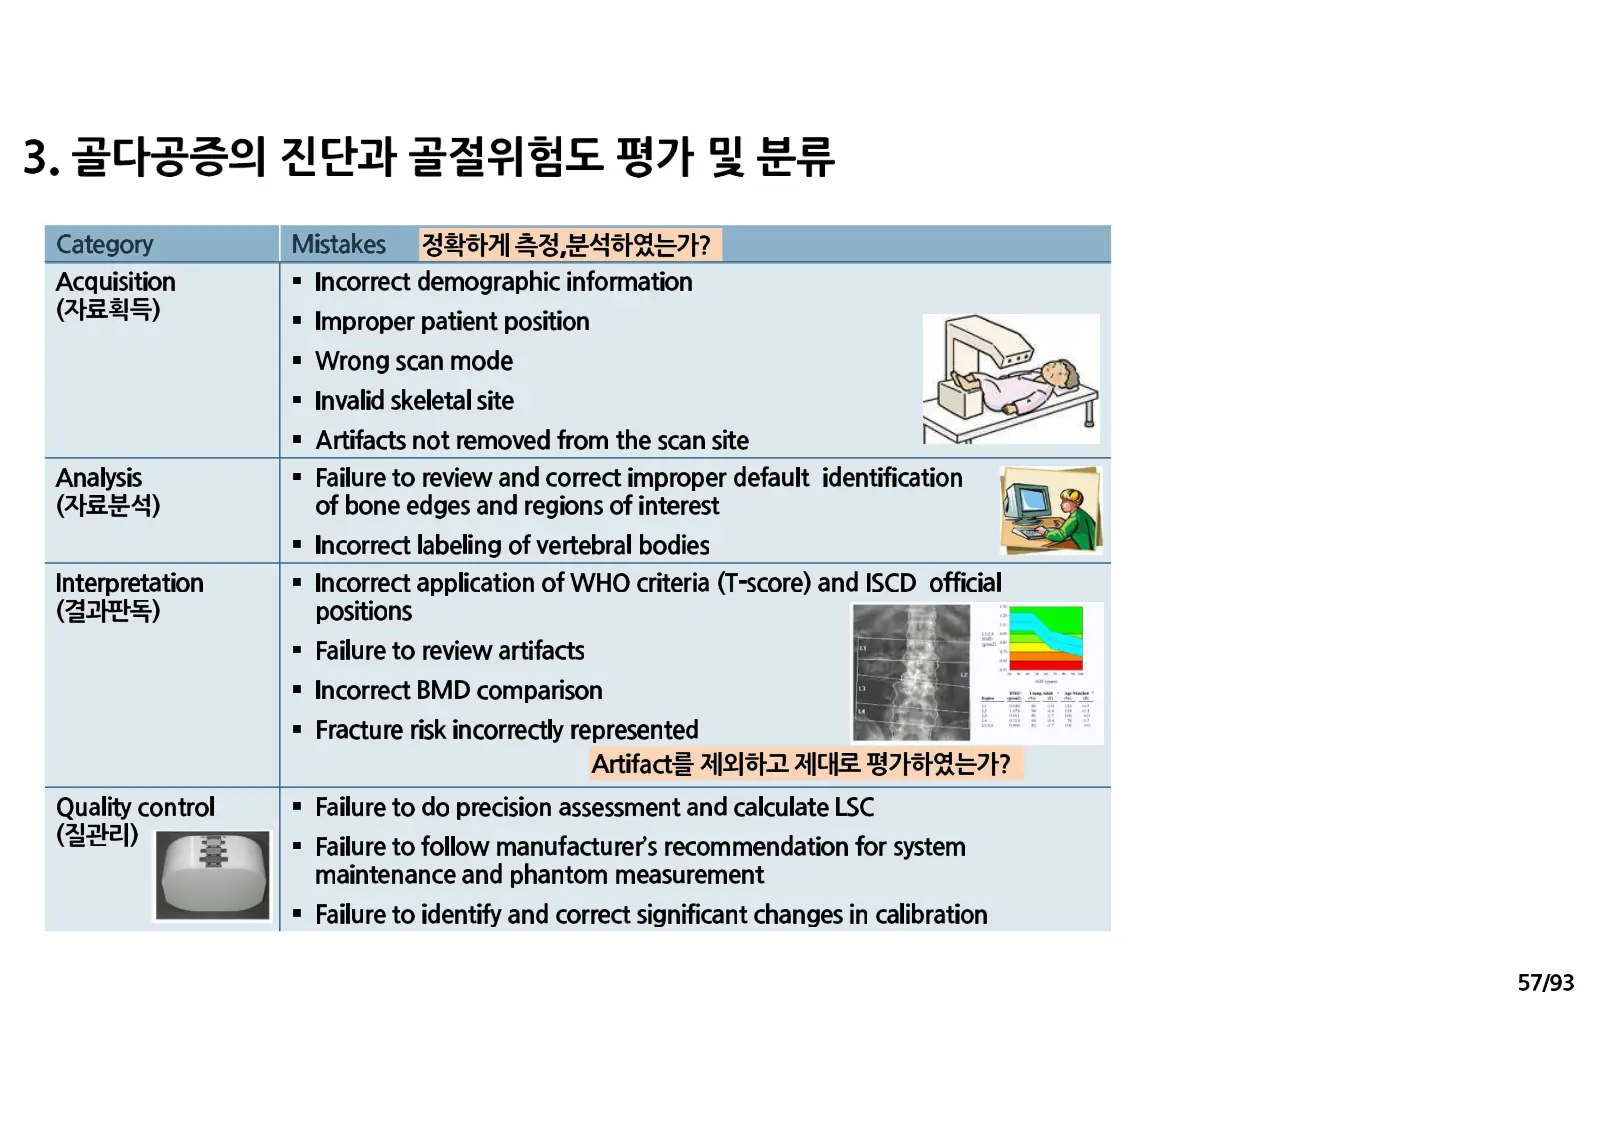 3. 골다공증의 진단과 골절위험도 평가 및 분류
Category
Mistakes
정확하게 측정,분석하였는가?
Acquisition
(자료획득)
▪ Incorrect demographic information
▪ Improper patient position
▪ Wrong scan mode
▪ Invalid skeletal site
▪ Artifacts not removed from the scan site
Analysis
(자료분석)
▪ Failure to review and correct improper default identification
of bone edges and regions of interest
▪ Incorrect labeling of vertebral bodies
Interpretation
(결과판독)
▪ Incorrect application of WHO criteria (T-score) and ISCD official
positions
▪ Failure to review artifacts
▪ Incorrect BMD comparison
▪ Fracture risk incorrectly represented
L1
L2
L3
L4
Artifact를 제외하고 제대로 평가하였는가?
Quality control
(질관리)
▪ Failure to do precision assessment and calculate LSC
▪ Failure to follow manufacturer’s recommendation for system
maintenance and phantom measurement
▪ Failure to identify and correct significant changes in calibration
57/93